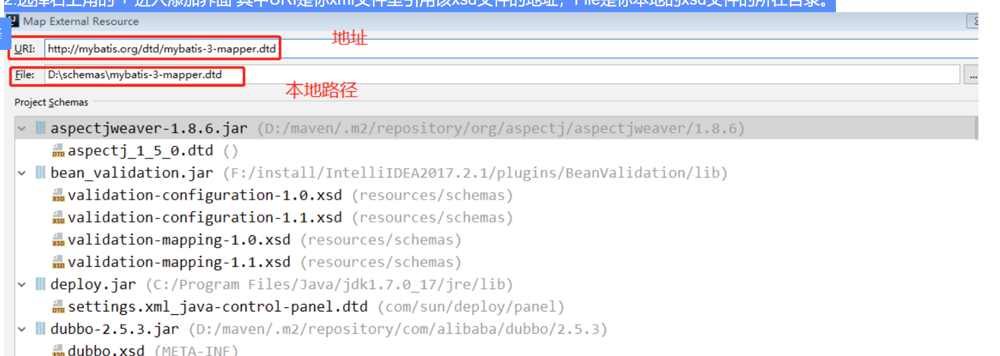 2.选择右上角的"+"进入添加界面 其中URI是你xml文件里引用该xsd文件的地址，File是你本地的xsd文件的所在目录。
Map External Resource
地址
URI: http://mybatis.org/dtd/mybatis-3-mapper.dtd
File: D:\schemas\mybatis-3-mapper.dtd
...
本地路径
Project Schemas
aspectjweaver-1.8.6.jar (D:/maven/.m2/repository/org/aspectj/aspectjweaver/1.8.6)
DTD aspectj_1_5_0.dtd ()
bean_validation.jar (F:/install/IntelliIDEA2017.2.1/plugins/BeanValidation/lib)
XSD validation-configuration-1.0.xsd (resources/schemas)
XSD validation-configuration-1.1.xsd (resources/schemas)
XSD validation-mapping-1.0.xsd (resources/schemas)
XSD validation-mapping-1.1.xsd (resources/schemas)
deploy.jar (C:/Program Files/Java/jdk1.7.0_17/jre/lib)
DTD settings.xml_java-control-panel.dtd (com/sun/deploy/panel)
dubbo-2.5.3.jar (D:/maven/.m2/repository/com/alibaba/dubbo/2.5.3)
XSD dubbo.xsd (META-INF)